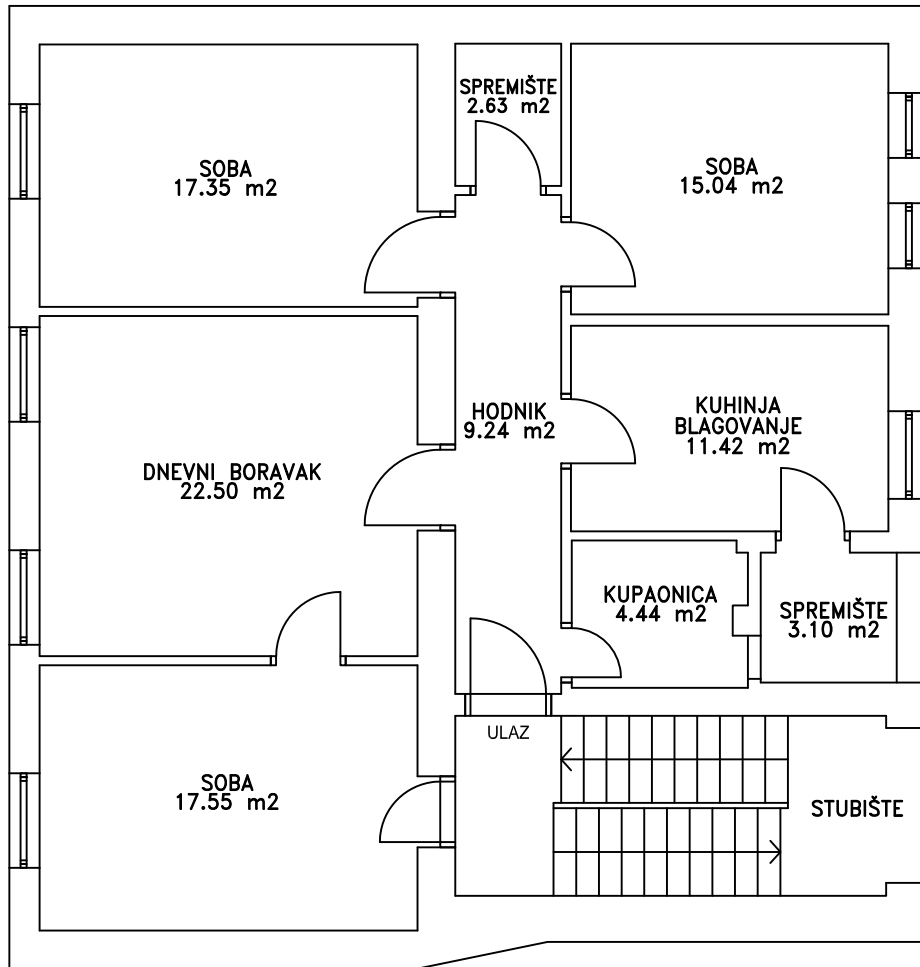 SPREMIŠTE
2.63 m2
SOBA
17.35 m2
SOBA
15.04 m2
HODNIK
9.24 m2
KUHINJA
BLAGOVANJE
11.42 m2
DNEVNI BORAVAK
22.50 m2
KUPAONICA
4.44 m2
SPREMIŠTE
3.10 m2
ULAZ
SOBA
17.55 m2
STUBIŠTE